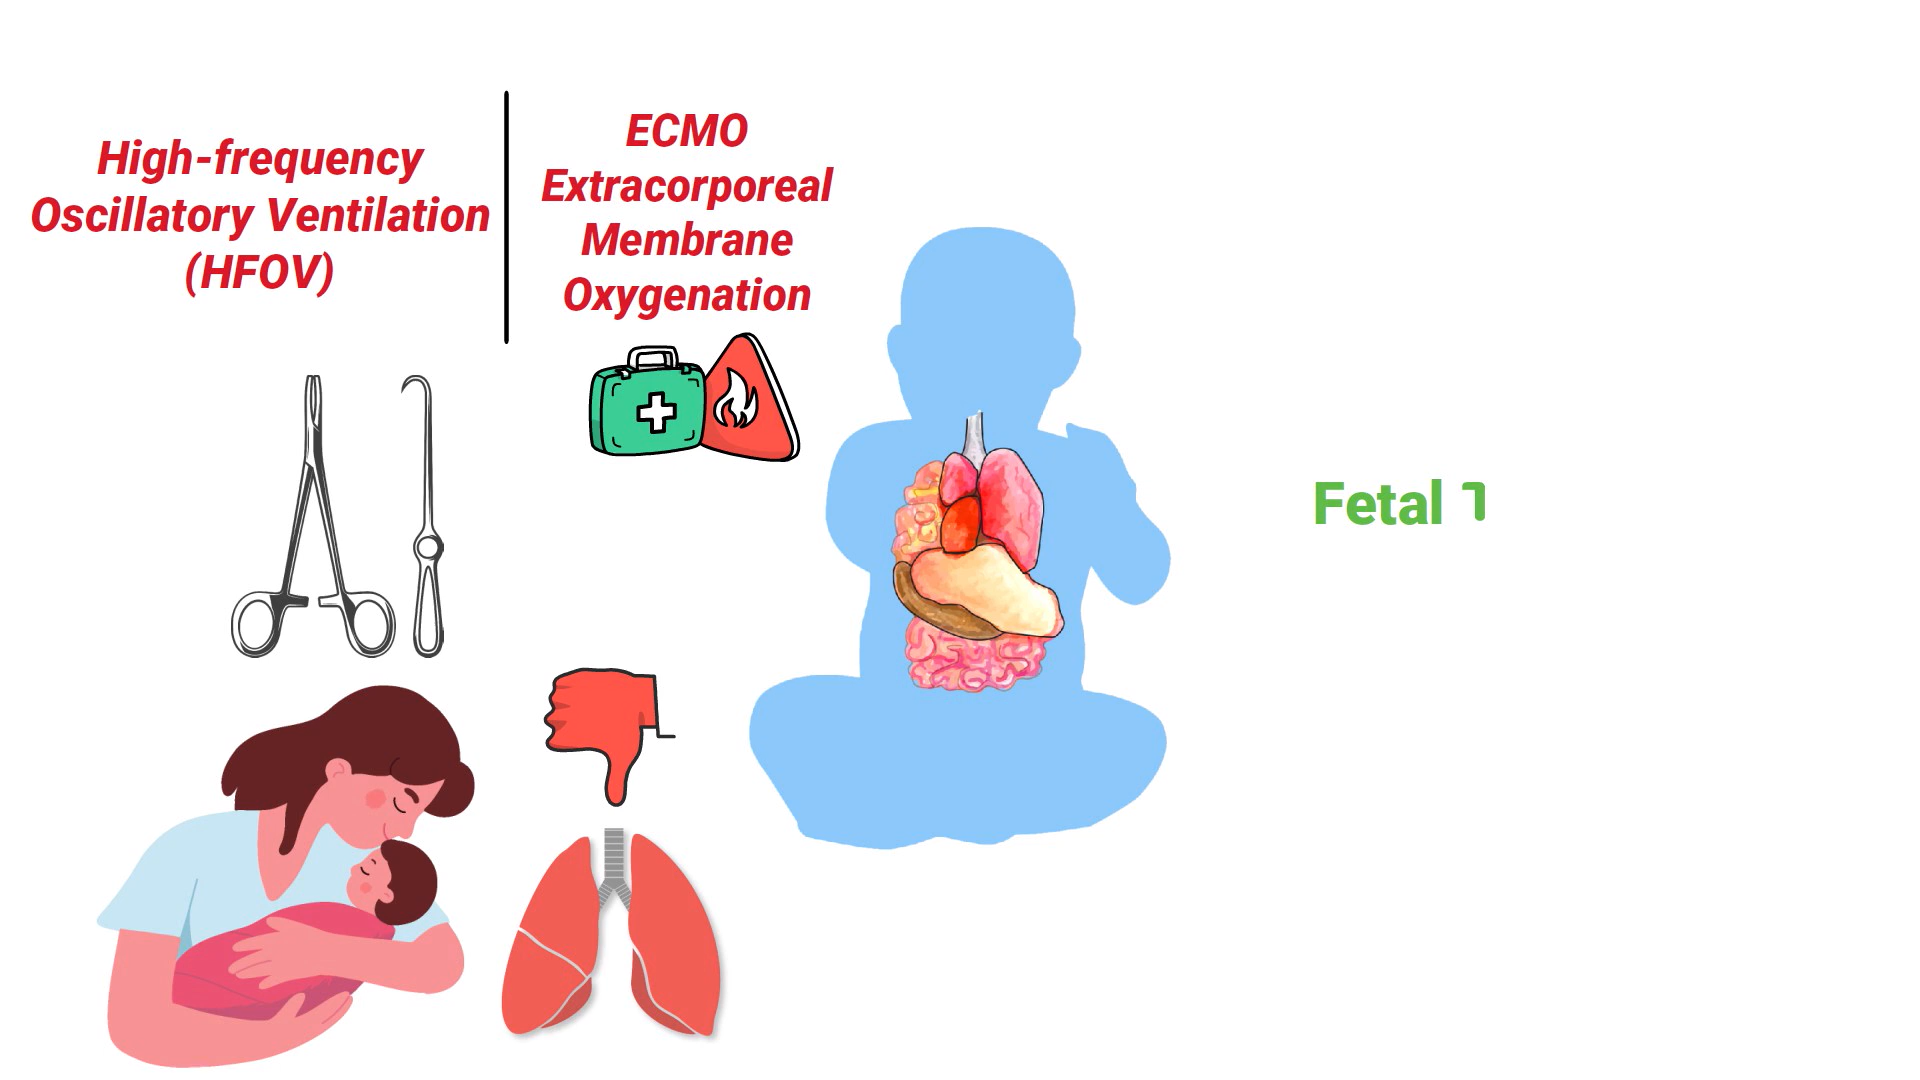 High-frequency
Oscillatory Ventilation
(HFOV)
ECMO
Extracorporeal
Membrane
Oxygenation
Fetal